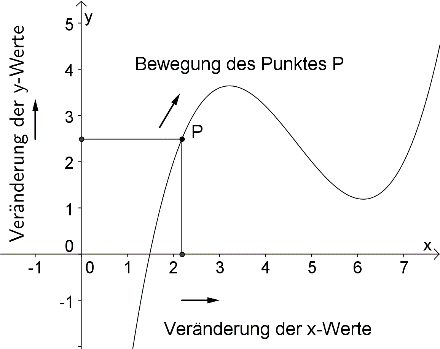 y
5
Bewegung des Punktes P
4
3
P
2
1
0
x
-1 0 1 2 3 4 5 6 7
-1
Veränderung der x-Werte
Veränderung der y-Werte